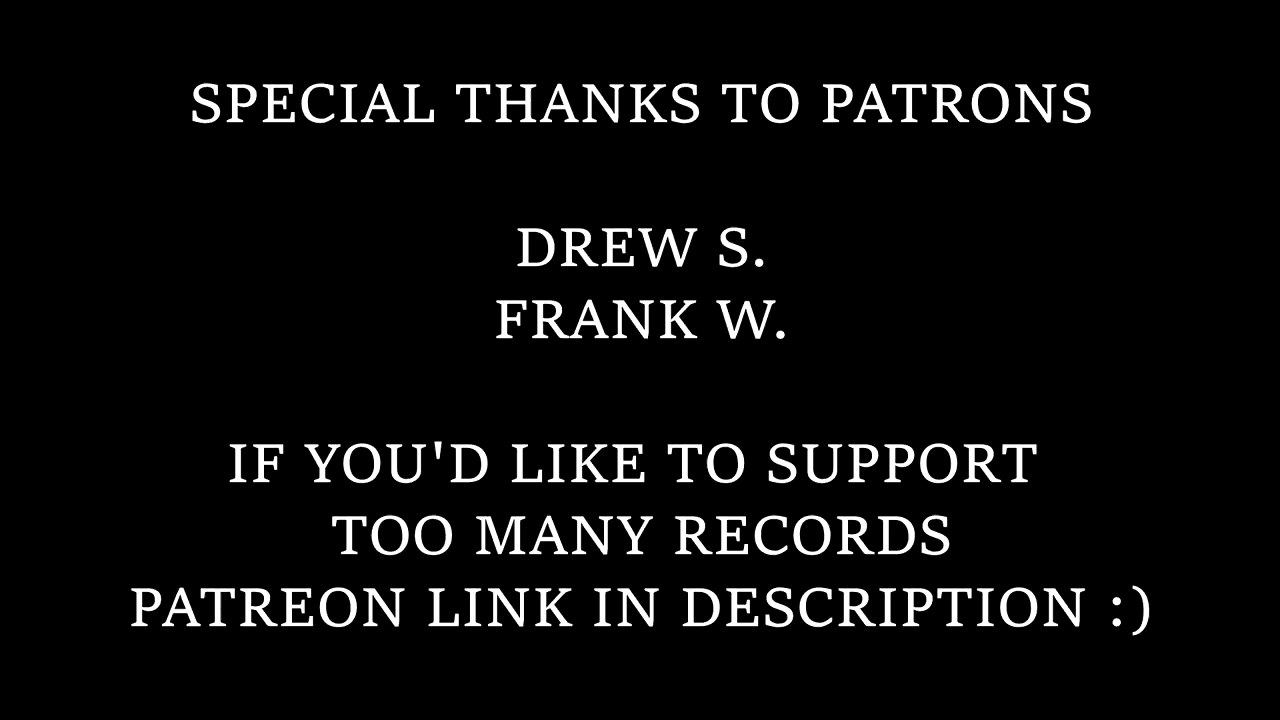 SPECIAL THANKS TO PATRONS
DREW S.
FRANK W.
IF YOU'D LIKE TO SUPPORT
TOO MANY RECORDS
PATREON LINK IN DESCRIPTION :)